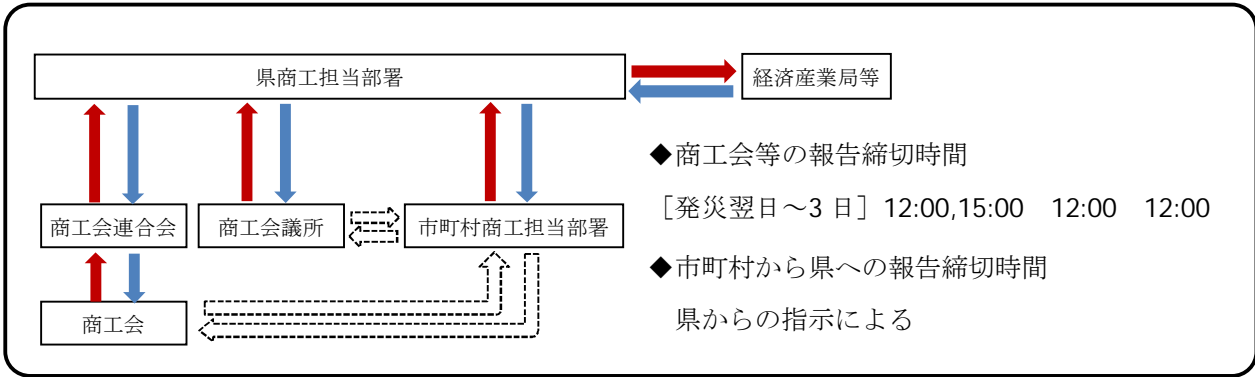 県商工担当部署
経済産業局等
◆商工会等の報告締切時間
［発災翌日～3 日］12:00,15:00　12:00　12:00
商工会連合会
商工会議所
市町村商工担当部署
◆市町村から県への報告締切時間
県からの指示による
商工会